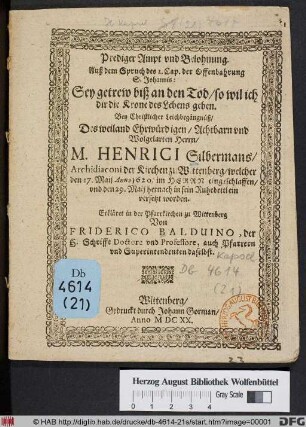 Prediger Ampt vnd Belohnung.
Auß dem Spruch des 2. Cap. der Offenbahrung
S. Johannis:
Sey getrew biß an den Tod/ so wil ich
dir die Krone des Lebens geben.
Bey Christlicher Leichbegängnüß/
Des weiland Ehrwürdigen/ Achtbarn vnd
Wolgelarten Herrn/
M. HENRICI Silbermans/
Archidiaconi der Kirchen zu Wittenberg/ welcher
den 17. Maij Anno 1620. im HERRN eingeschlaffen/
vnd den 19. Maij hernach in sein Ruhebettlein
versetzt worden.
Erkläret in der Pfarrkirchen zu Wittenberg
Von
FRIDERICO BALDUINO, der
H. Schrifft Doctore vnd Professore, auch Pfarrern
vnd Superintendenten daselbst.
Db
4614
(21)
Db 4614
(21)
Kapsel
Wittenberg/
Gedruckt durch Johann Gorman/
Anno M DC XX.
23
Herzog August Bibliothek Wolfenbüttel
Gray Scale
© HAB http://diglib.hab.de/drucke/db-4614-21s/start.htm?image=00001
DFG